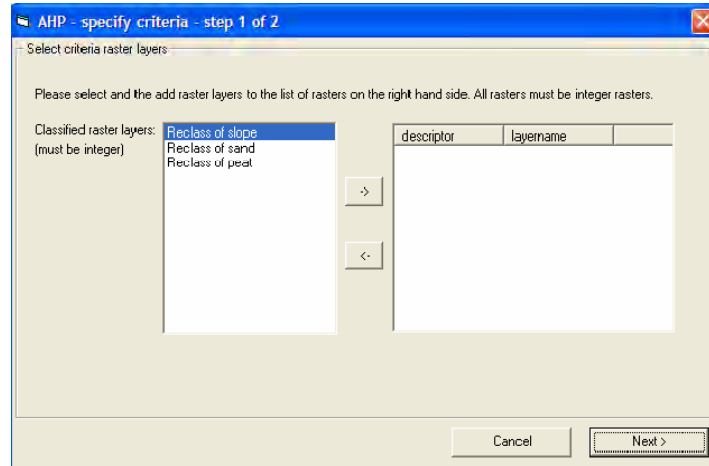 AHP - specify criteria - step 1 of 2
Select criteria raster layers
Please select and the add raster layers to the list of rasters on the right hand side. All rasters must be integer rasters.
Classified raster layers:
(must be integer)
Reclass of slope
Reclass of sand
Reclass of peat
->
<-
descriptor layername
Cancel Next >